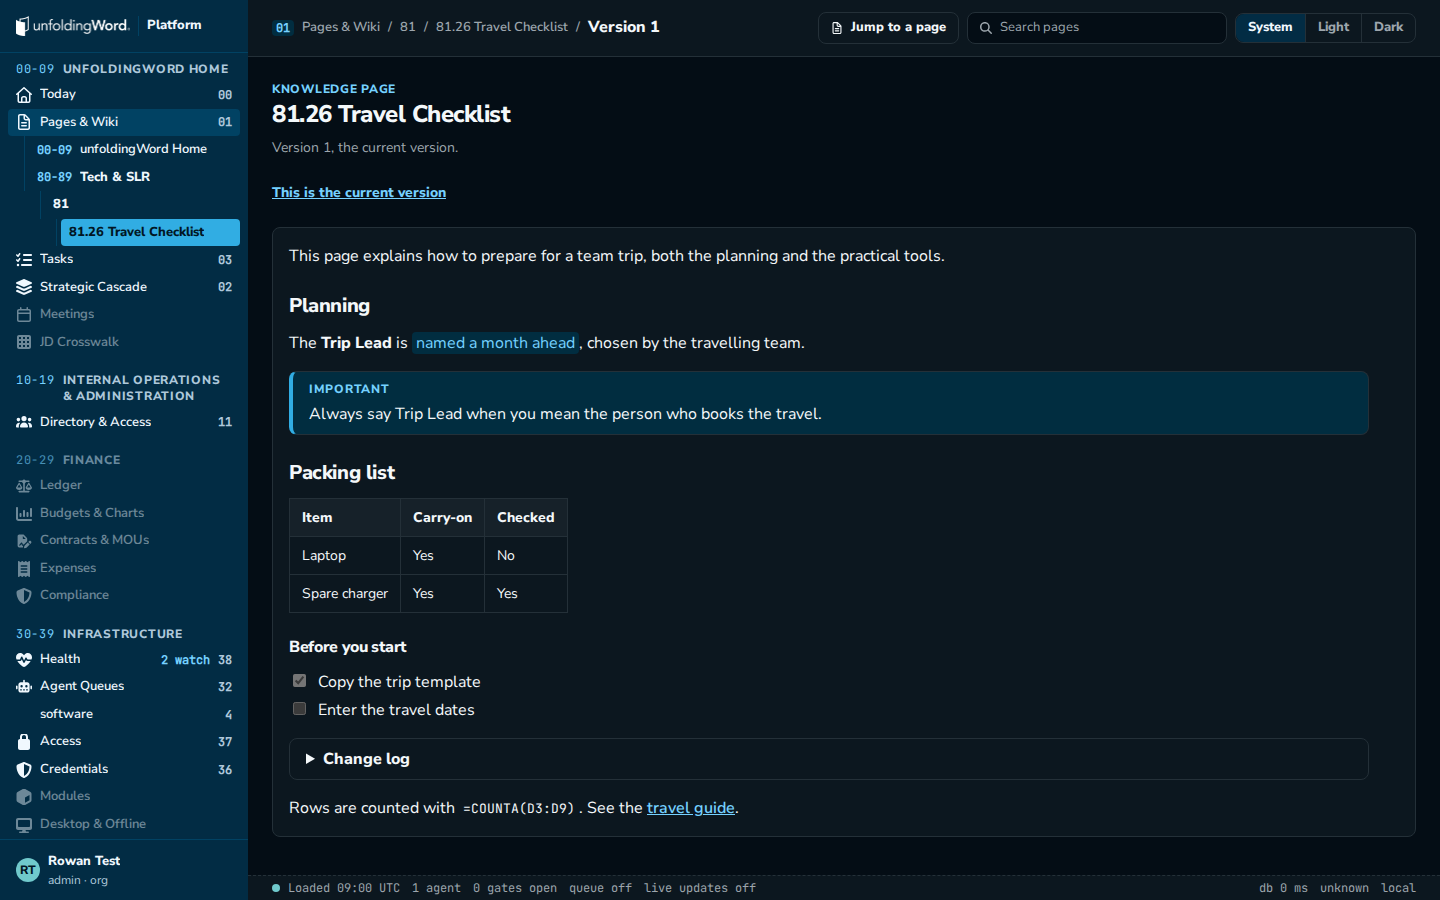 unfoldingWord. Platform
00-09 UNFOLDINGWORD HOME
Today 00
Pages & Wiki 01
00-09 unfoldingWord Home
80-89 Tech & SLR
81
81.26 Travel Checklist
Tasks 03
Strategic Cascade 02
Meetings
JD Crosswalk
10-19 INTERNAL OPERATIONS
& ADMINISTRATION
Directory & Access 11
20-29 FINANCE
Ledger
Budgets & Charts
Contracts & MOUs
Expenses
Compliance
30-39 INFRASTRUCTURE
Health 2 watch 38
Agent Queues 32
software 4
Access 37
Credentials 36
Modules
Desktop & Offline
RT Rowan Test
admin · org
01 Pages & Wiki / 81 / 81.26 Travel Checklist / Version 1
Jump to a page
Search pages
System Light Dark
KNOWLEDGE PAGE
81.26 Travel Checklist
Version 1, the current version.
This is the current version
This page explains how to prepare for a team trip, both the planning and the practical tools.
Planning
The Trip Lead is named a month ahead, chosen by the travelling team.
IMPORTANT
Always say Trip Lead when you mean the person who books the travel.
Packing list
Item Carry-on Checked
Laptop Yes No
Spare charger Yes Yes
Before you start
Copy the trip template
Enter the travel dates
Change log
Rows are counted with =COUNTA(D3:D9). See the travel guide.
Loaded 09:00 UTC 1 agent 0 gates open queue off live updates off
db 0 ms unknown local